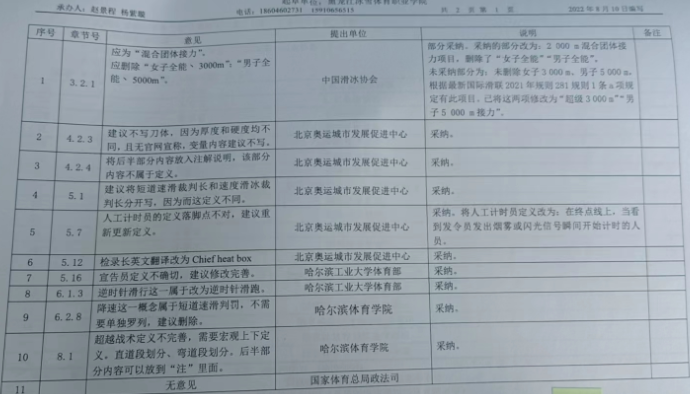 承办人：赵景程 杨紫璇
电话：18604602731 19910656515
共 2 页 第 1 页
2022年8月10日编写
序号 章节号 意见 提出单位 说明 备注
1 3.2.1 应为“混合团体接力”。
应删除“女子全能、3000m”；“男子全
能、5000m”。
中国滑冰协会
部分采纳。采纳的部分改为：2 000 m混合团体接
力项目，删除了“女子全能”“男子全能”。
未采纳部分为：未删除女子3 000 m，男子5 000 m，
根据最新国际滑联2021年规则281规则1条a项规
定有此项目。已将这两项修改为“超级3 000 m”“男
子5 000 m接力”。
2 4.2.3 建议不写刀体，因为厚度和硬度均不
同，且无官网宣称，变量内容建议不写。
北京奥运城市发展促进中心 采纳。
3 4.2.4 将后半部分内容放入注解说明，该部分
内容不属于定义。
北京奥运城市发展促进中心 采纳。
4 5.1 建议将短道速滑裁判长和速度滑冰裁
判长分开写，因为而这定义不同。
北京奥运城市发展促进中心 采纳。
5 5.7 人工计时员的定义落脚点不对，建议重
新更新定义。
北京奥运城市发展促进中心
采纳。将人工计时员定义改为：在终点线上，当看
到发令员发出烟雾或闪光信号瞬间开始计时的人
员。
6 5.12 检录长英文翻译改为 Chief heat box 北京奥运城市发展促进中心 采纳。
7 5.16 宣告员定义不确切，建议修改完善。 哈尔滨工业大学体育部 采纳。
8 6.1.3 逆时针滑行这一属于改为逆时针滑跑。 哈尔滨工业大学体育部 采纳。
9 6.2.8 降速这一概念属于短道速滑判罚，不需
要单独罗列，建议删除。
哈尔滨体育学院 采纳。
10 8.1 超越战术定义不完善，需要宏观上下定
义。直道段划分、弯道段划分。后半部
分内容可以放到“注”里面。
哈尔滨体育学院 采纳。
11 无意见 国家体育总局政法司